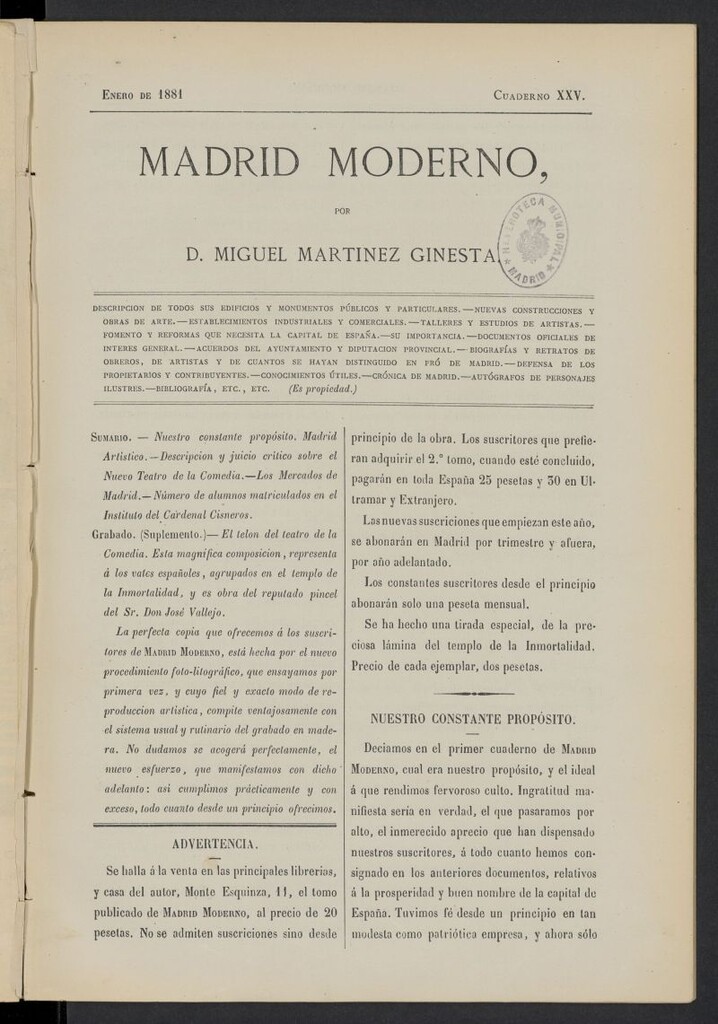 ENERO DE 1881
CUADERNO XXV.
MADRID MODERNO,
POR
D. MIGUEL MARTINEZ GINESTA.
BIBLIOTECA MUNICIPAL
MADRID
DESCRIPCION DE TODOS SUS EDIFICIOS Y MONUMENTOS PÚBLICOS Y PARTICULARES.—NUEVAS CONSTRUCCIONES Y
OBRAS DE ARTE.—ESTABLECIMIENTOS INDUSTRIALES Y COMERCIALES.—TALLERES Y ESTUDIOS DE ARTISTAS.—
FOMENTO Y REFORMAS QUE NECESITA LA CAPITAL DE ESPAÑA.—SU IMPORTANCIA.—DOCUMENTOS OFICIALES DE
INTERES GENERAL.—ACUERDOS DEL AYUNTAMIENTO Y DIPUTACION PROVINCIAL.—BIOGRAFÍAS Y RETRATOS DE
OBREROS, DE ARTISTAS Y DE CUANTOS SE HAYAN DISTINGUIDO EN PRÓ DE MADRID.—DEFENSA DE LOS
PROPIETARIOS Y CONTRIBUYENTES.—CONOCIMIENTOS ÚTILES.—CRÓNICA DE MADRID.—AUTÓGRAFOS DE PERSONAJES
ILUSTRES.—BIBLIOGRAFÍA, ETC., ETC. (Es propiedad.)
SUMARIO. — Nuestro constante propósito. Madrid
Artístico.—Descripcion y juicio crítico sobre el
Nuevo Teatro de la Comedia.—Los Mercados de
Madrid.—Número de alumnos matriculados en el
Instituto del Cardenal Cisneros.
Grabado. (Suplemento.)—El telon del teatro de la
Comedia. Esta magnífica composicion, representa
á los vates españoles, agrupados en el templo de
la Inmortalidad, y es obra del reputado pincel
del Sr. Don José Vallejo.
La perfecta copia que ofrecemos á los suscri-
tores de MADRID MODERNO, está hecha por el nuevo
procedimiento foto-litográfico, que ensayamos por
primera vez, y cuyo fiel y exacto modo de re-
produccion artística, compite ventajosamente con
el sistema usual y rutinario del grabado en made-
ra. No dudamos se acogerá perfectamente, el
nuevo esfuerzo, que manifestamos con dicho
adelanto: asi cumplimos prácticamente y con
exceso, todo cuanto desde un principio ofrecimos.
ADVERTENCIA.
Se halla á la venta en las principales librerias,
y casa del autor, Monte Esquinza, 11, el tomo
publicado de MADRID MODERNO, al precio de 20
pesetas. No se admiten suscriciones sino desde
principio de la obra. Los suscritores que prefie-
ran adquirir el 2.º tomo, cuando esté concluido,
pagarán en toda España 25 pesetas y 30 en Ul-
tramar y Extranjero.
Las nuevas suscriciones que empiezan este año,
se abonarán en Madrid por trimestre y afuera,
por año adelantado.
Los constantes suscritores desde el principio
abonarán solo una peseta mensual.
Se ha hecho una tirada especial, de la pre-
ciosa lámina del templo de la Inmortalidad.
Precio de cada ejemplar, dos pesetas.
NUESTRO CONSTANTE PROPÓSITO.
Deciamos en el primer cuaderno de MADRID
MODERNO, cual era nuestro propósito, y el ideal
á que rendimos fervoroso culto. Ingratitud ma-
nifiesta sería en verdad, el que pasaramos por
alto, el inmerecido aprecio que han dispensado
nuestros suscritores, á todo cuanto hemos con-
signado en los anteriores documentos, relativos
á la prosperidad y buen nombre de la capital de
España. Tuvimos fé desde un principio en tan
modesta como patriótica empresa, y ahora sólo